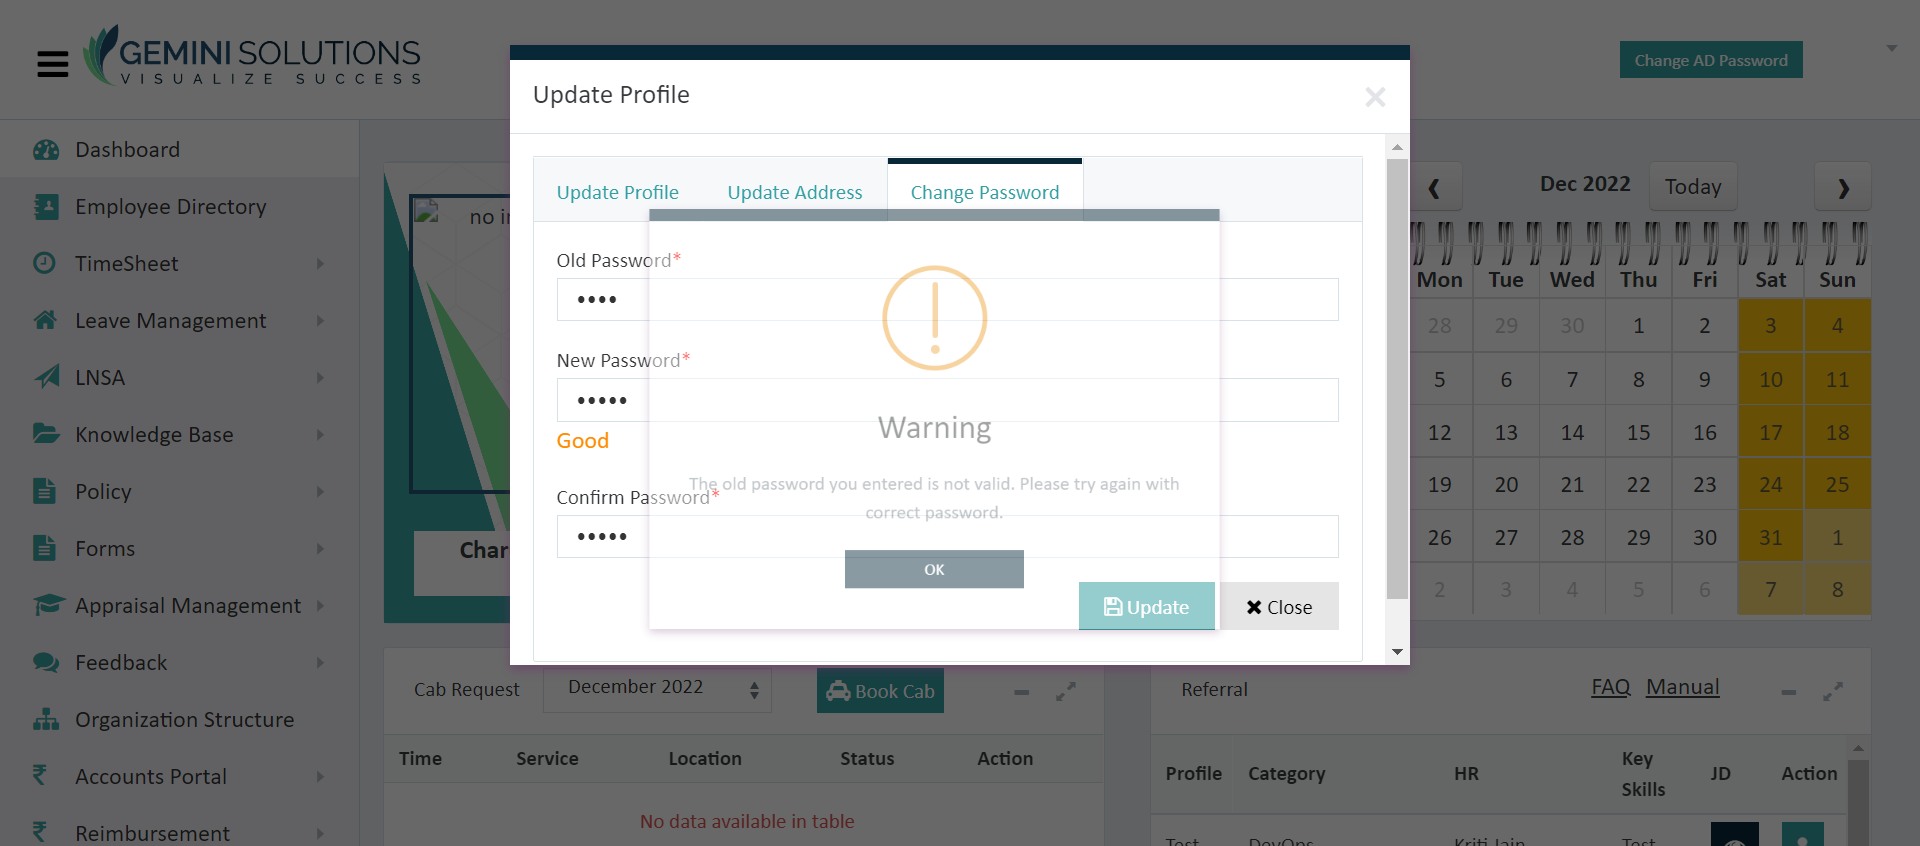 GEMINI SOLUTIONS
VISUALIZE SUCCESS
Change AD Password
Dashboard
Employee Directory
TimeSheet
Leave Management
LNSA
Knowledge Base
Policy
Forms
Appraisal Management
Feedback
Organization Structure
Accounts Portal
Reimbursement
no
Update Profile
Update Profile Update Address Change Password
Old Password*
••••
New Password*
•••••
Good
Confirm Password*
•••••
Warning
The old password you entered is not valid. Please try again with
correct password.
OK
Update Close
Dec 2022 Today
Mon Tue Wed Thu Fri Sat Sun
28 29 30 1 2 3 4
5 6 7 8 9 10 11
12 13 14 15 16 17 18
19 20 21 22 23 24 25
26 27 28 29 30 31 1
2 3 4 5 6 7 8
Cab Request December 2022 Book Cab
Time Service Location Status Action
No data available in table
Referral FAQ Manual
Profile Category HR Key Skills JD Action
Test DevOps Kriti Jain Test